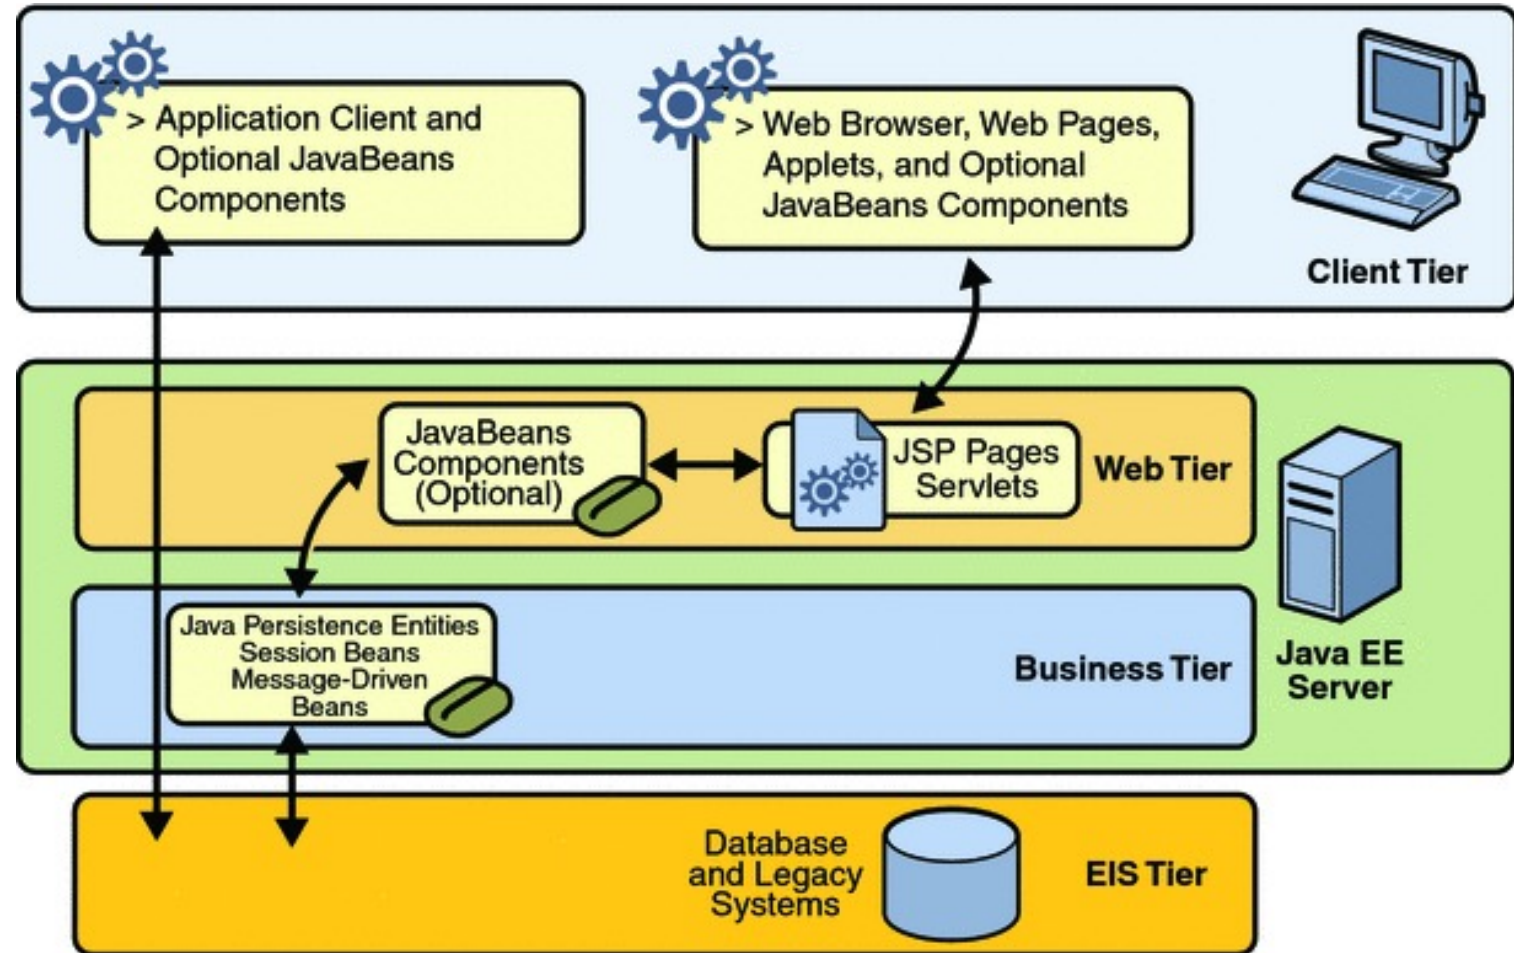 > Application Client and
Optional JavaBeans
Components
> Web Browser, Web Pages,
Applets, and Optional
JavaBeans Components
Client Tier
JavaBeans
Components
(Optional)
JSP Pages
Servlets
Web Tier
Java Persistence Entities
Session Beans
Message-Driven
Beans
Business Tier
Java EE
Server
Database
and Legacy
Systems
EIS Tier